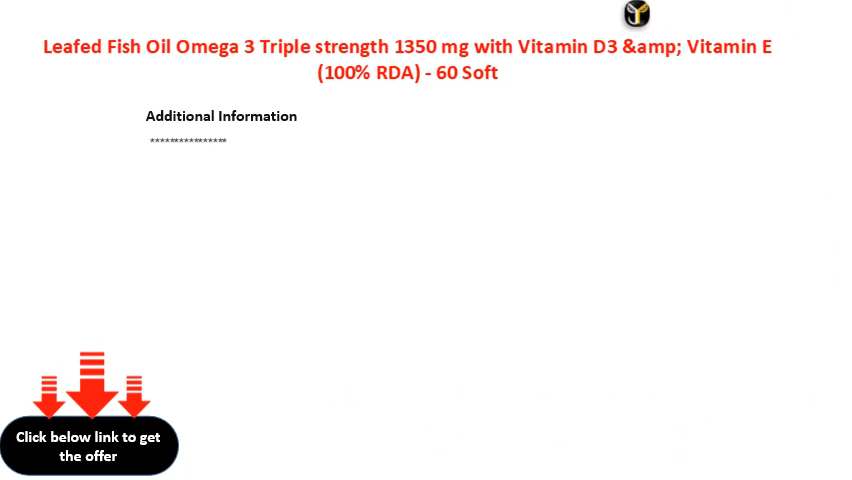 Leafed Fish Oil Omega 3 Triple strength 1350 mg with Vitamin D3 &amp; Vitamin E
(100% RDA) - 60 Soft
Additional Information
****************
Click below link to get
the offer